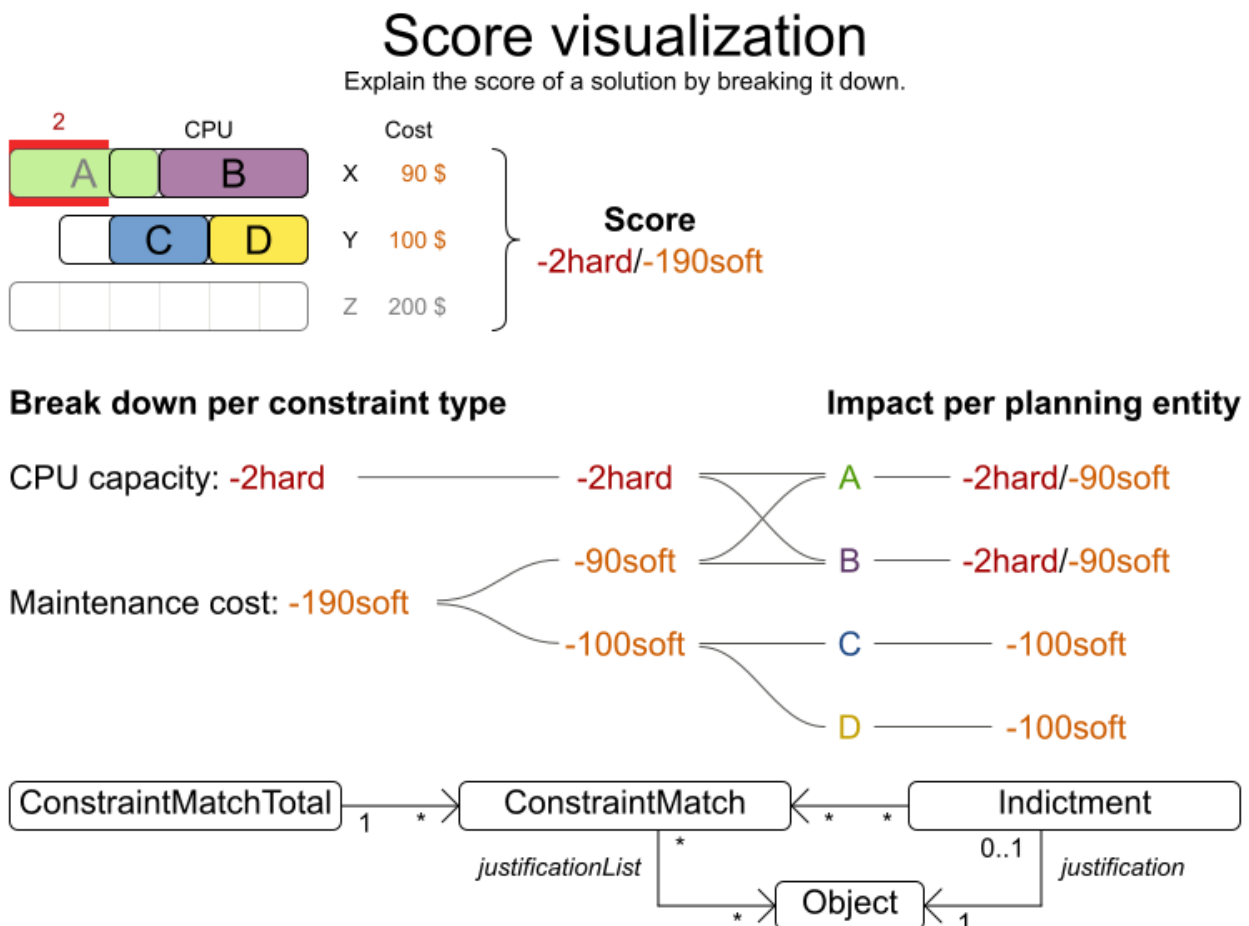 Score visualization
Explain the score of a solution by breaking it down.
2 CPU Cost
A B X 90 $
C D Y 100 $
Z 200 $
Score
-2hard/-190soft
Break down per constraint type Impact per planning entity
CPU capacity: -2hard -2hard A -2hard/-90soft
-90soft B -2hard/-90soft
Maintenance cost: -190soft
-100soft C -100soft
D -100soft
ConstraintMatchTotal 1 * ConstraintMatch * * Indictment
* 0..1
justificationList justification
* Object 1